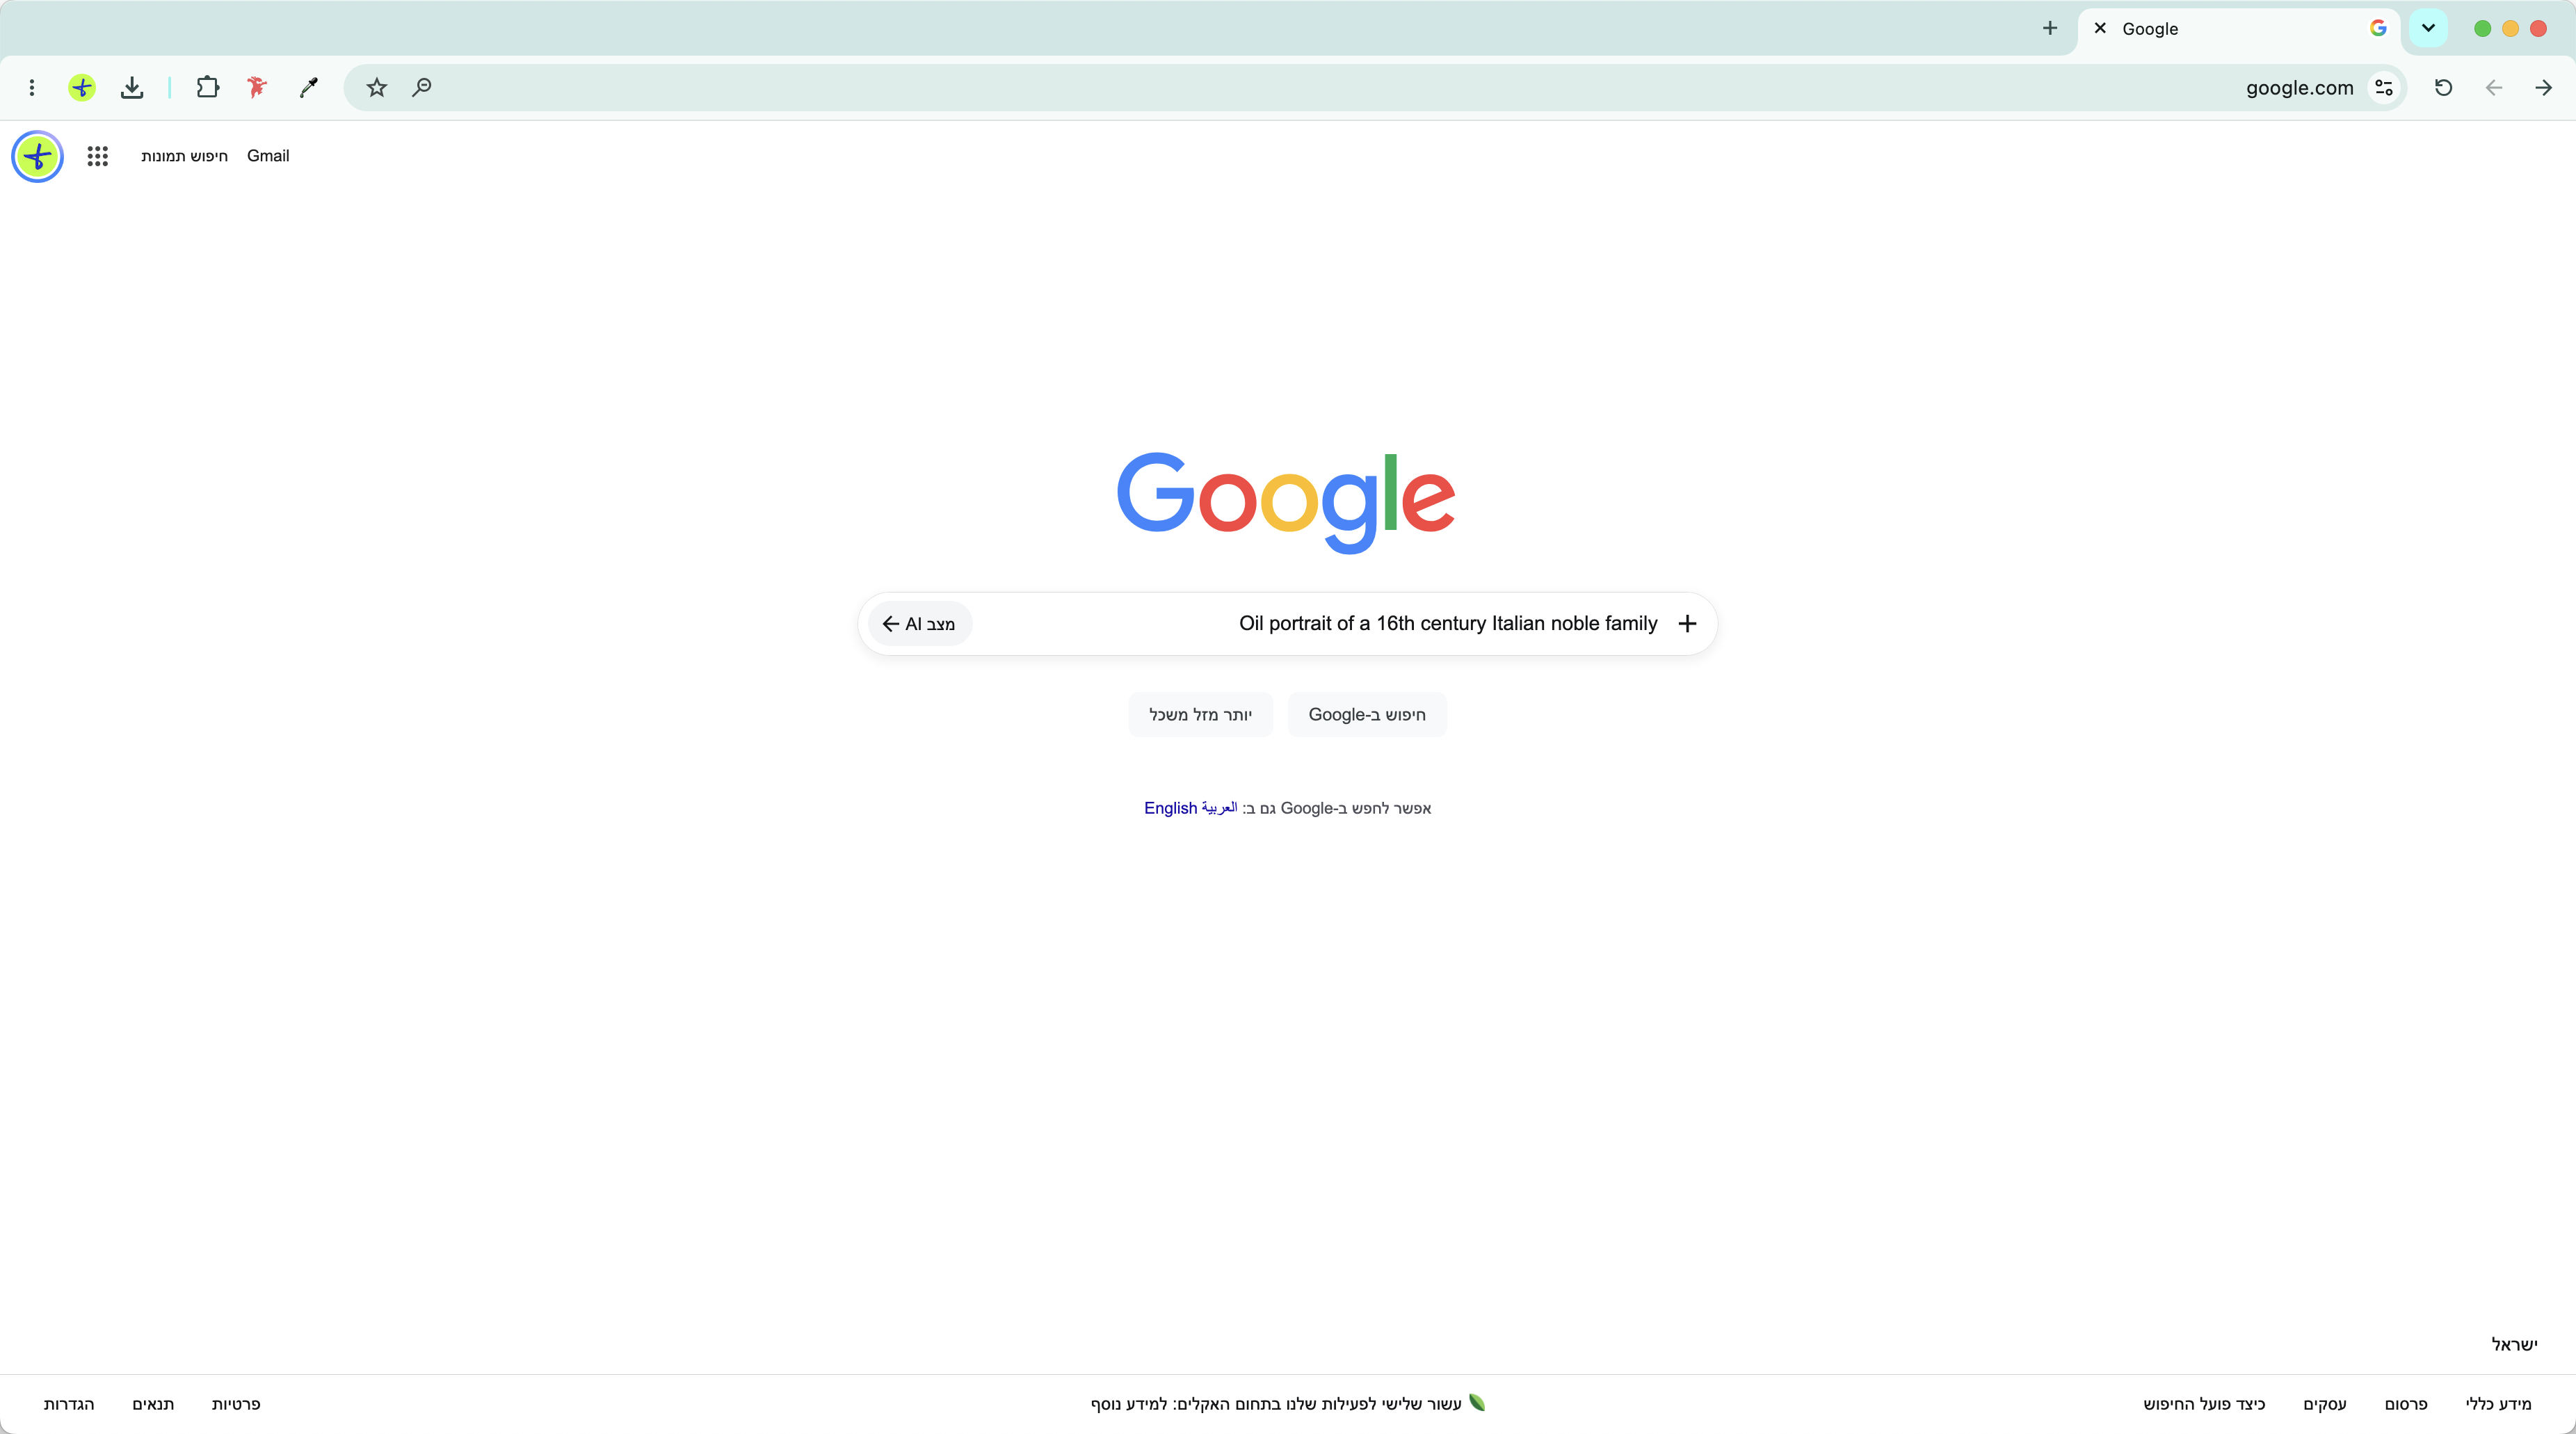 Google
google.com
Gmail
חיפוש תמונות
Google
Oil portrait of a 16th century Italian noble family
מצב AI
חיפוש ב-Google
יותר מזל משכל
אפשר לחפש ב-Google גם ב: العربية English
ישראל
מידע כללי
פרסום
עסקים
כיצד פועל החיפוש
עשור שלישי לפעילות שלנו בתחום האקלים: למידע נוסף
פרטיות
תנאים
הגדרות